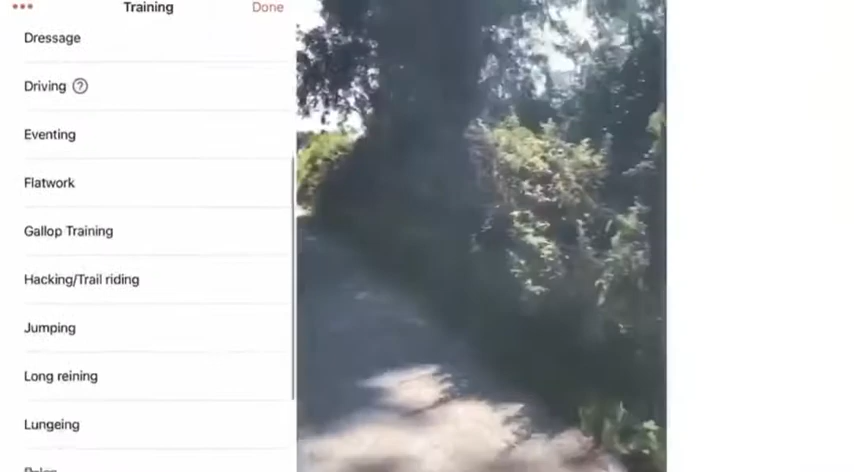 Training
Done
Dressage
Driving ?
Eventing
Flatwork
Gallop Training
Hacking/Trail riding
Jumping
Long reining
Lungeing